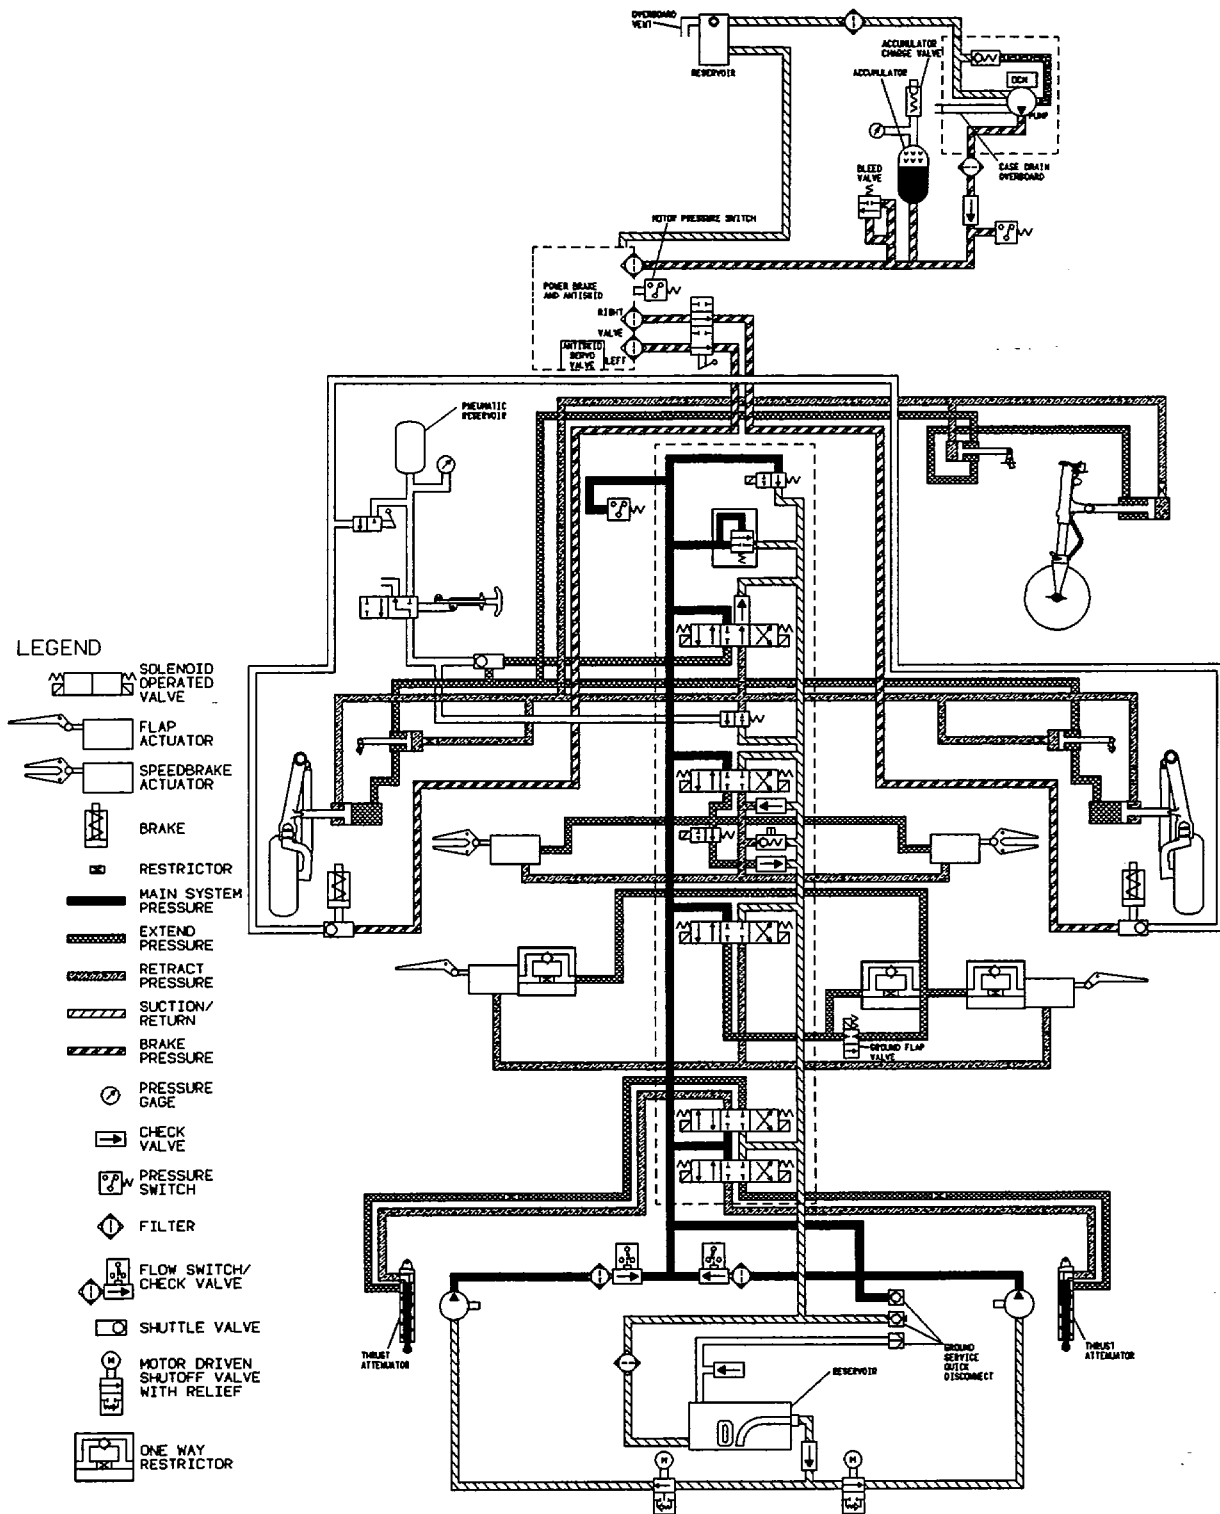 OVERBOARD
VENT
RESERVOIR
ACCUMULATOR
CHARGE VALVE
ACCUMULATOR
DCM
PUMP
CASE DRAIN
OVERBOARD
BLEED
VALVE
MOTOR PRESSURE SWITCH
POWER BRAKE
AND ANTISKID
RIGHT
VALVE
ANTISKID
SERVO
VALVE
LEFT
PNEUMATIC
RESERVOIR
LEGEND
SOLENOID
OPERATED
VALVE
FLAP
ACTUATOR
SPEEDBRAKE
ACTUATOR
BRAKE
RESTRICTOR
MAIN SYSTEM
PRESSURE
EXTEND
PRESSURE
RETRACT
PRESSURE
SUCTION/
RETURN
BRAKE
PRESSURE
PRESSURE
GAGE
CHECK
VALVE
PRESSURE
SWITCH
FILTER
FLOW SWITCH/
CHECK VALVE
SHUTTLE VALVE
M
MOTOR DRIVEN
SHUTOFF VALVE
WITH RELIEF
ONE WAY
RESTRICTOR
GROUND FLAP
VALVE
THRUST
ATTENUATOR
THRUST
ATTENUATOR
GROUND
SERVICE
QUICK
DISCONNECT
RESERVOIR
M
M